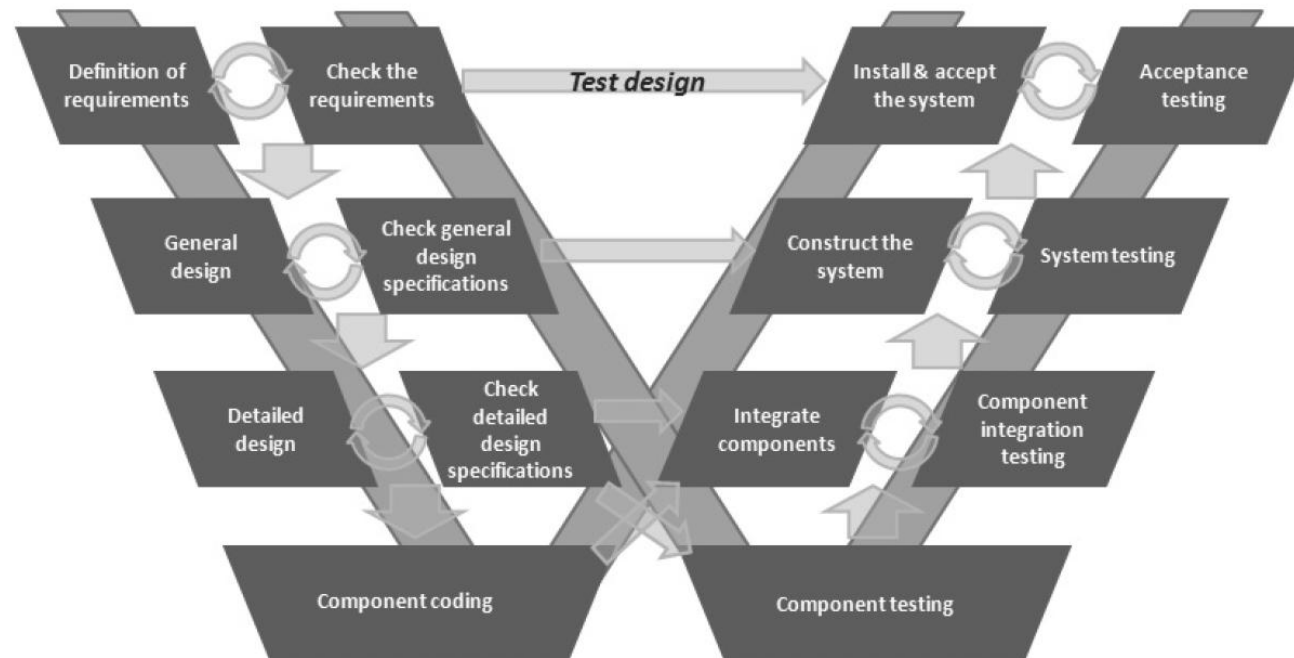 Definition of
requirements
Check the
requirements
Test design
Install & accept
the system
Acceptance
testing
General
design
Check general
design
specifications
Construct the
system
System testing
Detailed
design
Check
detailed
design
specifications
Integrate
components
Component
integration
testing
Component coding
Component testing